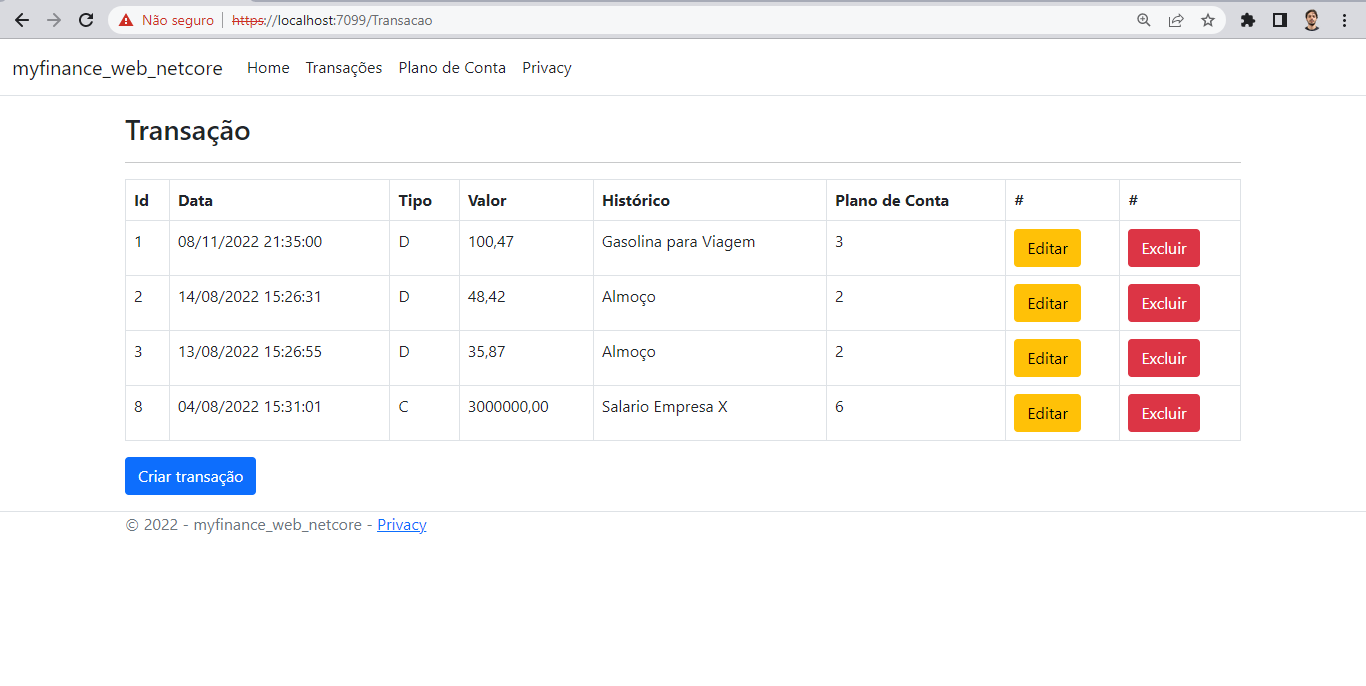 Não seguro https://localhost:7099/Transacao
myfinance_web_netcore Home Transações Plano de Conta Privacy
Transação
Id Data Tipo Valor Histórico Plano de Conta # #
1 08/11/2022 21:35:00 D 100,47 Gasolina para Viagem 3 Editar Excluir
2 14/08/2022 15:26:31 D 48,42 Almoço 2 Editar Excluir
3 13/08/2022 15:26:55 D 35,87 Almoço 2 Editar Excluir
8 04/08/2022 15:31:01 C 3000000,00 Salario Empresa X 6 Editar Excluir
Criar transação
© 2022 - myfinance_web_netcore - Privacy